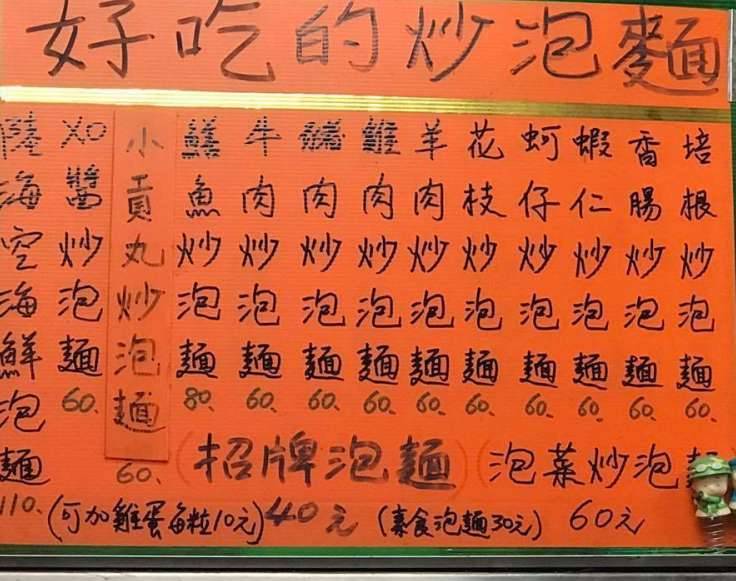 好吃的炒泡麵
培根炒泡麵 60.
香腸炒泡麵 60.
蝦仁炒泡麵 60.
蚵仔炒泡麵 60.
花枝炒泡麵 60.
羊肉炒泡麵 60.
雞肉炒泡麵 60.
豬肉炒泡麵 60.
牛肉炒泡麵 60.
鱔魚炒泡麵 80.
小貢丸炒泡麵 60.
XO醬炒泡麵 60.
陸海空海鮮泡麵 110.
(招牌泡麵) (泡菜炒泡麵
(可加雞蛋每粒10元) 40元 (素食泡麵30元) 60元